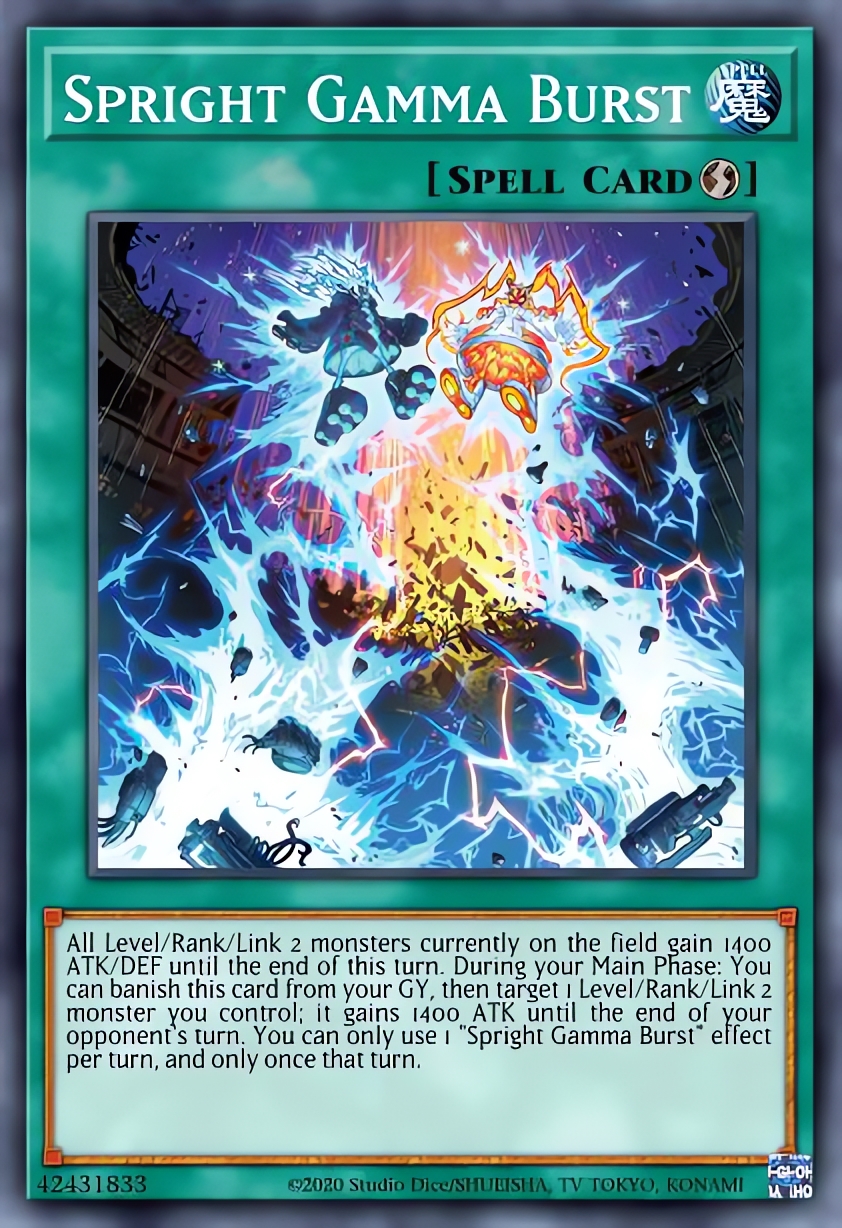 SPRIGHT GAMMA BURST
魔
[SPELL CARD]
All Level/Rank/Link 2 monsters currently on the field gain 1400
ATK/DEF until the end of this turn. During your Main Phase: You
can banish this card from your GY, then target 1 Level/Rank/Link 2
monster you control; it gains 1400 ATK until the end of your
opponent's turn. You can only use 1 "Spright Gamma Burst" effect
per turn, and only once that turn.
42431833
©2020 Studio Dice/SHUEISHA, TV TOKYO, KONAMI